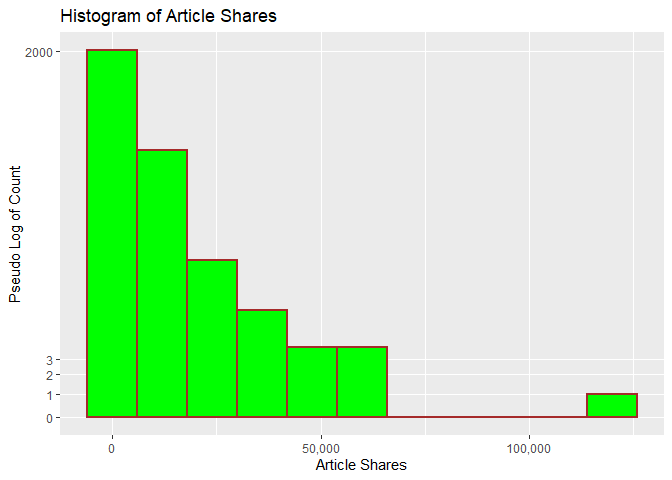 Histogram of Article Shares
2000
3
2
1
0
Pseudo Log of Count
0 50,000 100,000
Article Shares